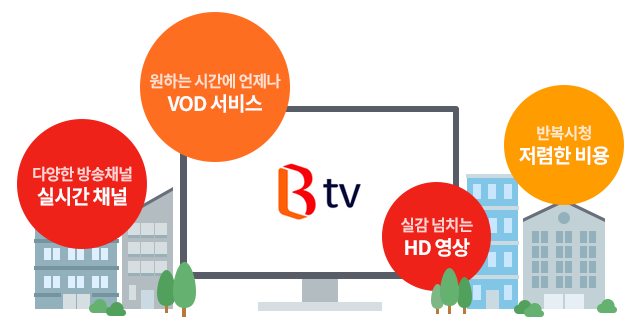 원하는 시간에 언제나
VOD 서비스
다양한 방송채널
실시간 채널
B tv
실감 넘치는
HD 영상
반복시청
저렴한 비용